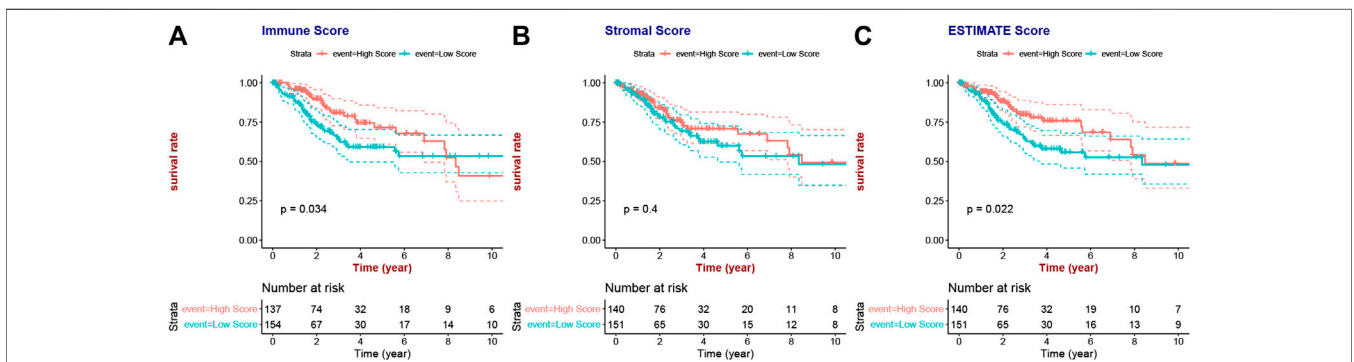 A
Immune Score
Strata event=High Score event=Low Score
surival rate
1.00
0.75
0.50
0.25
0.00
p = 0.034
0 2 4 6 8 10
Time (year)
Number at risk
Strata
event=High Score 137 74 32 18 9 6
event=Low Score 154 67 30 17 14 10
0 2 4 6 8 10
Time (year)
B
Stromal Score
Strata event=High Score event=Low Score
surival rate
1.00
0.75
0.50
0.25
0.00
p = 0.4
0 2 4 6 8 10
Time (year)
Number at risk
Strata
event=High Score 140 76 32 20 11 8
event=Low Score 151 65 30 15 12 8
0 2 4 6 8 10
Time (year)
C
ESTIMATE Score
Strata event=High Score event=Low Score
surival rate
1.00
0.75
0.50
0.25
0.00
p = 0.022
0 2 4 6 8 10
Time (year)
Number at risk
Strata
event=High Score 140 76 32 19 10 7
event=Low Score 151 65 30 16 13 9
0 2 4 6 8 10
Time (year)